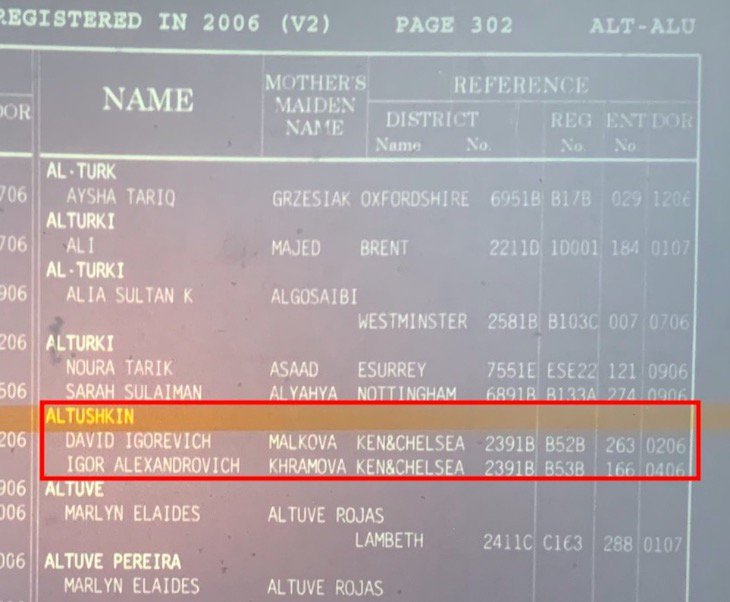 REGISTERED IN 2006 (V2) PAGE 302 ALT-ALU
NAME MOTHER'S MAIDEN NAME REFERENCE
DOR DISTRICT REG ENT DOR
Name No. No. No.
AL-TURK
706 AYSHA TARIQ GRZESIAK OXFORDSHIRE 6951B B17B 029 1206
ALTURKI
706 ALI MAJED BRENT 2211D 1D001 184 0107
AL-TURKI
906 ALIA SULTAN K ALGOSAIBI
WESTMINSTER 2581B B103C 007 0706
206 ALTURKI
NOURA TARIK ASAAD ESURREY 7551E ESE22 121 0906
506 SARAH SULAIMAN ALYAHYA NOTTINGHAM 6891B B133A 274 0906
ALTUSHKIN
206 DAVID IGOREVICH MALKOVA KEN&CHELSEA 2391B B52B 263 0206
IGOR ALEXANDROVICH KHRAMOVA KEN&CHELSEA 2391B B53B 166 0406
906 ALTUVE
006 MARLYN ELAIDES ALTUVE ROJAS
LAMBETH 2411C C163 288 0107
006 ALTUVE PEREIRA
MARLYN ELAIDES ALTUVE ROJAS